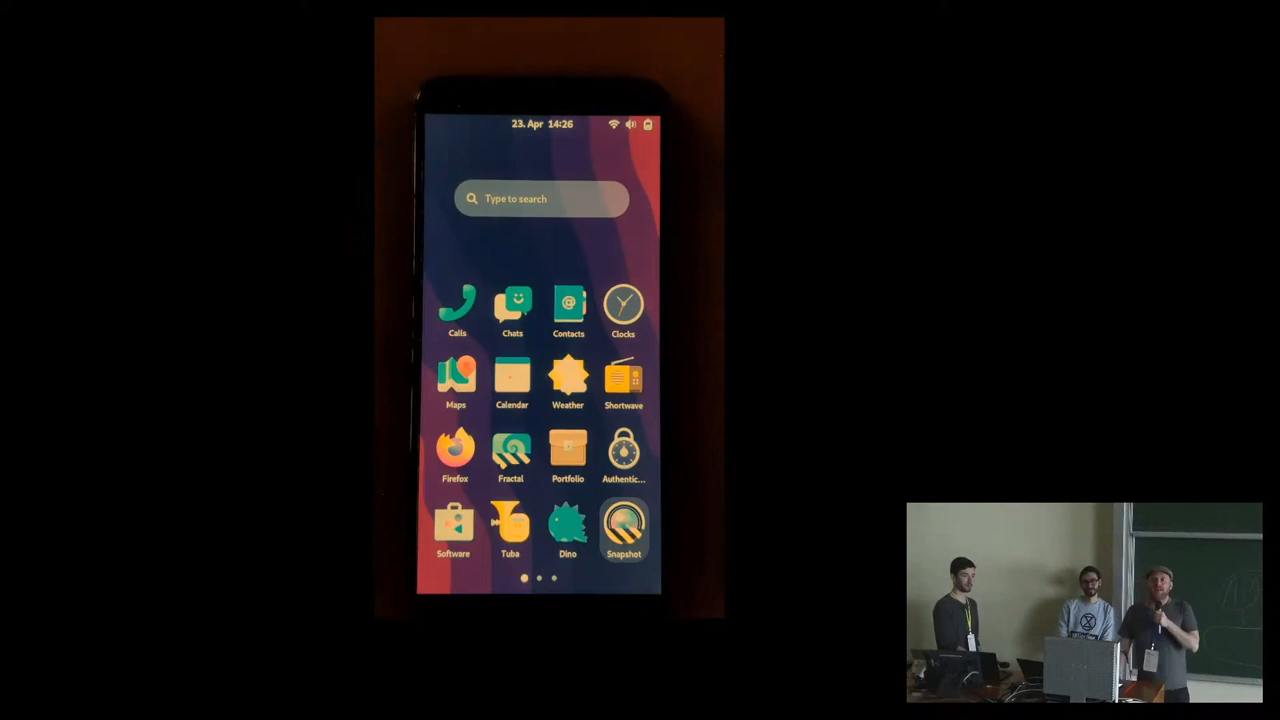 23. Apr 14:26
Type to search
Calls Chats Contacts Clocks
Maps Calendar Weather Shortwave
Firefox Fractal Portfolio Authentic...
Software Tuba Dino Snapshot